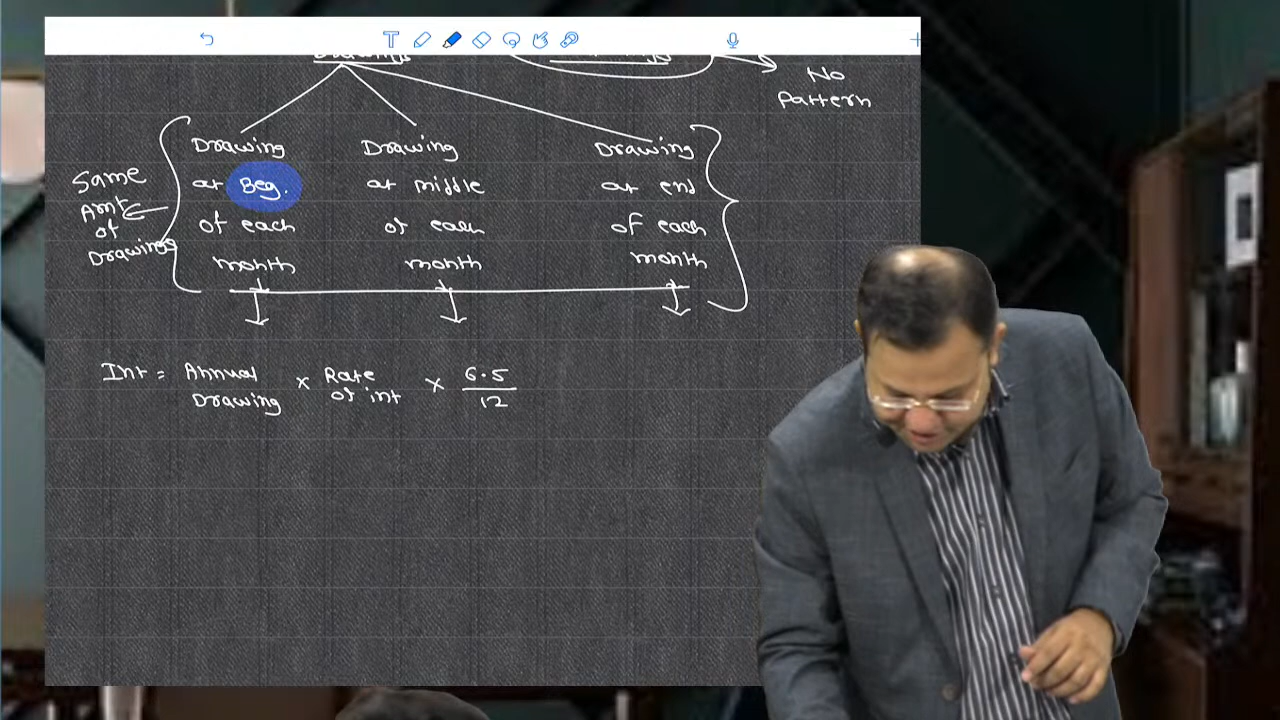 Drawings
No
Pattern
Drawing
at Beg.
of each
month
Drawing
at middle
of each
month
Drawing
at end
of each
month
Same
Amt
of
Drawings
Int = Annual Drawing × Rate of int × 6.5/12